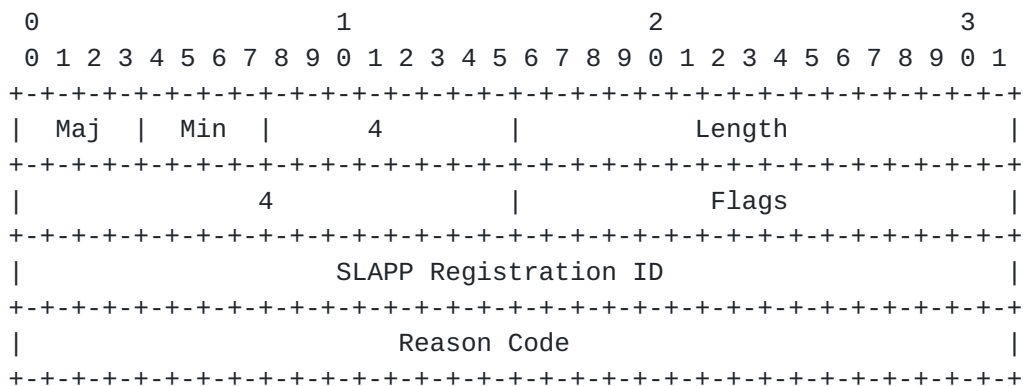 0                   1                   2                   3
 0 1 2 3 4 5 6 7 8 9 0 1 2 3 4 5 6 7 8 9 0 1 2 3 4 5 6 7 8 9 0 1
+-+-+-+-+-+-+-+-+-+-+-+-+-+-+-+-+-+-+-+-+-+-+-+-+-+-+-+-+-+-+-+-+
|  Maj  |  Min  |      4        |           Length              |
+-+-+-+-+-+-+-+-+-+-+-+-+-+-+-+-+-+-+-+-+-+-+-+-+-+-+-+-+-+-+-+-+
|               4               |            Flags              |
+-+-+-+-+-+-+-+-+-+-+-+-+-+-+-+-+-+-+-+-+-+-+-+-+-+-+-+-+-+-+-+-+
|                    SLAPP Registration ID                      |
+-+-+-+-+-+-+-+-+-+-+-+-+-+-+-+-+-+-+-+-+-+-+-+-+-+-+-+-+-+-+-+-+
|                        Reason Code                            |
+-+-+-+-+-+-+-+-+-+-+-+-+-+-+-+-+-+-+-+-+-+-+-+-+-+-+-+-+-+-+-+-+